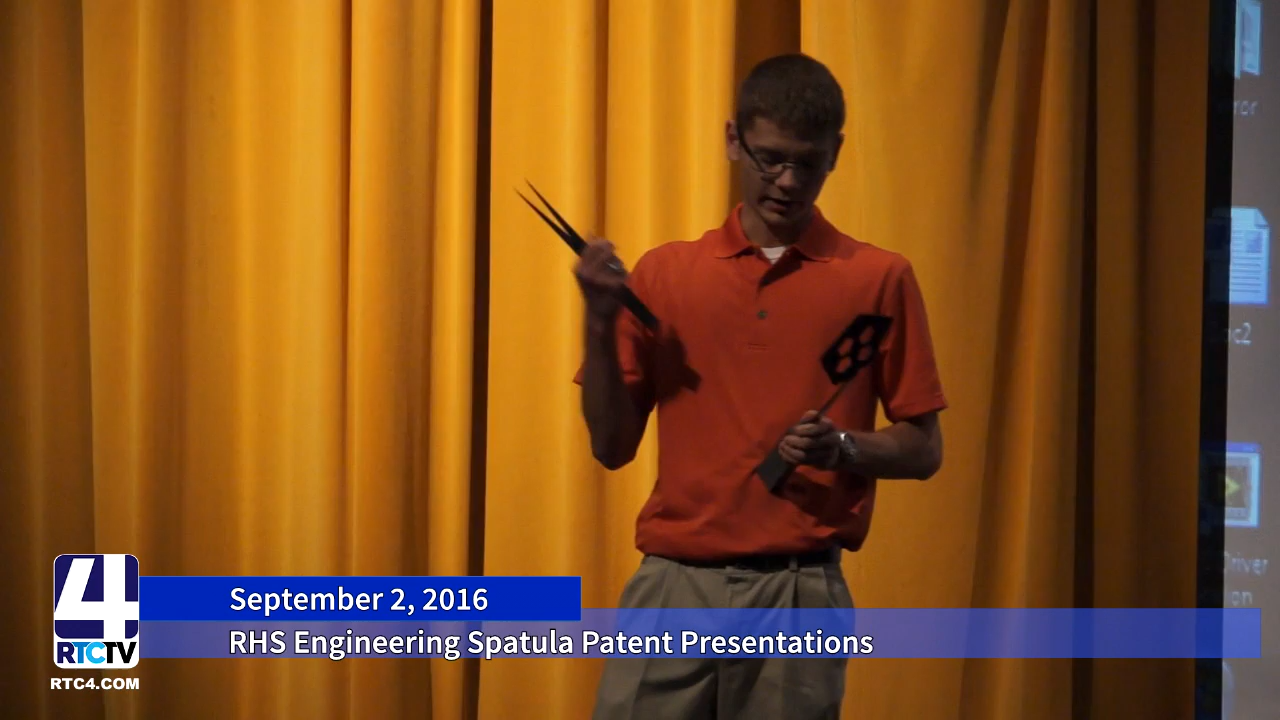 September 2, 2016
RHS Engineering Spatula Patent Presentations
4
RTCTV
RTC4.COM